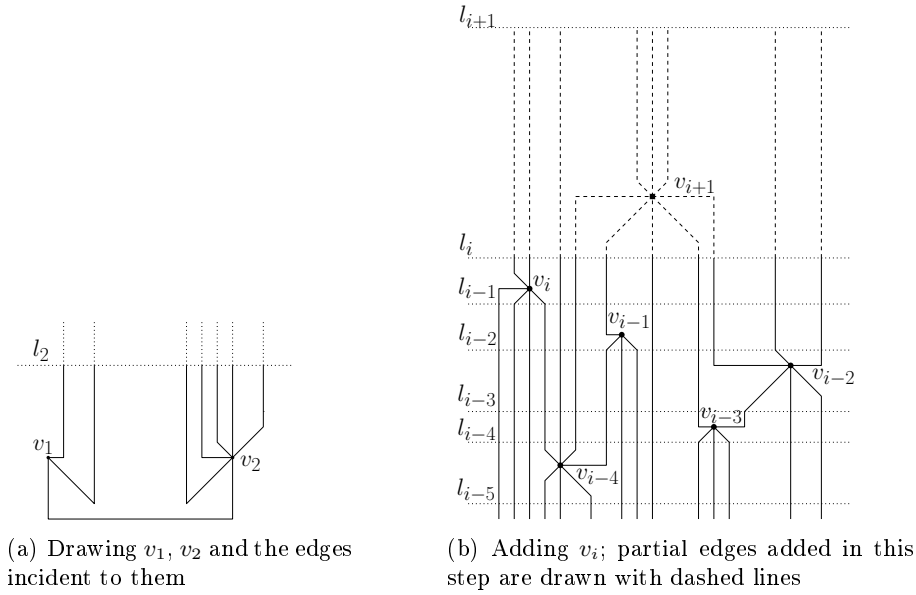 l_2
v_1
v_2
(a) Drawing v_1, v_2 and the edges
incident to them
l_{i+1}
v_{i+1}
l_i
l_{i−1}
v_i
l_{i−2}
v_{i−1}
l_{i−3}
v_{i−2}
l_{i−4}
v_{i−3}
l_{i−5}
v_{i−4}
(b) Adding v_i; partial edges added in this
step are drawn with dashed lines